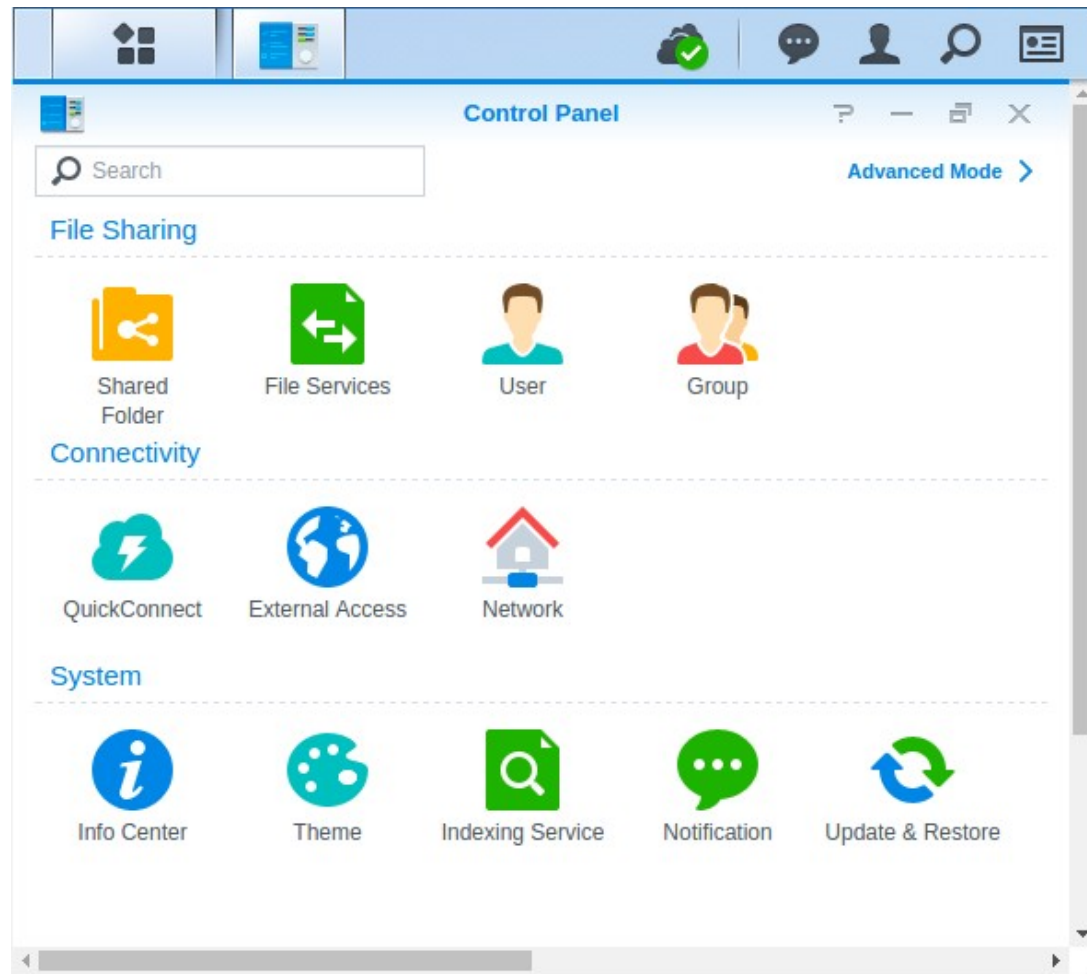 Control Panel
Search
Advanced Mode
File Sharing
Shared
Folder
File Services
User
Group
Connectivity
QuickConnect
External Access
Network
System
Info Center
Theme
Indexing Service
Notification
Update & Restore